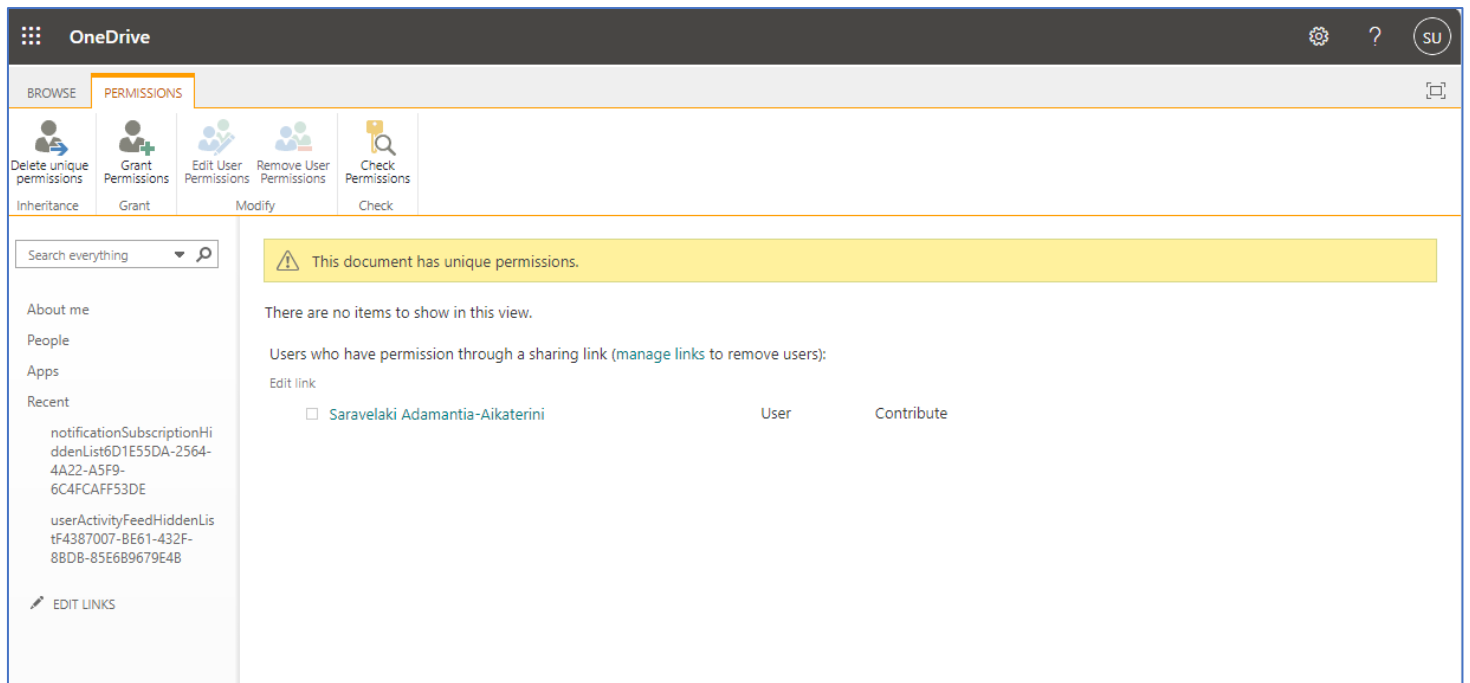 OneDrive
?
SU
BROWSE
PERMISSIONS
Delete unique
permissions
Inheritance
Grant
Permissions
Grant
Edit User
Permissions
Remove User
Permissions
Modify
Check
Permissions
Check
Search everything
About me
People
Apps
Recent
notificationSubscriptionHi
ddenList6D1E55DA-2564-
4A22-A5F9-
6C4FCAFF53DE
userActivityFeedHiddenLis
tF4387007-BE61-432F-
8BDB-85E6B9679E4B
EDIT LINKS
This document has unique permissions.
There are no items to show in this view.
Users who have permission through a sharing link (manage links to remove users):
Edit link
Saravelaki Adamantia-Aikaterini User Contribute